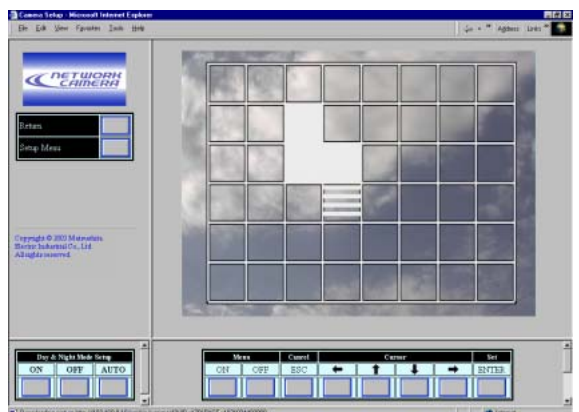 Camera Setup - Microsoft Internet Explorer
File Edit View Favorites Tools Help
Address Links
NETWORK
CAMERA
Return
Setup Menu
Copyright © 2003 Matsushita
Electric Industrial Co., Ltd
All rights reserved
Day & Night Mode Setup
ON OFF AUTO
Menu Cancel Cursor Set
ON OFF ESC ENTER